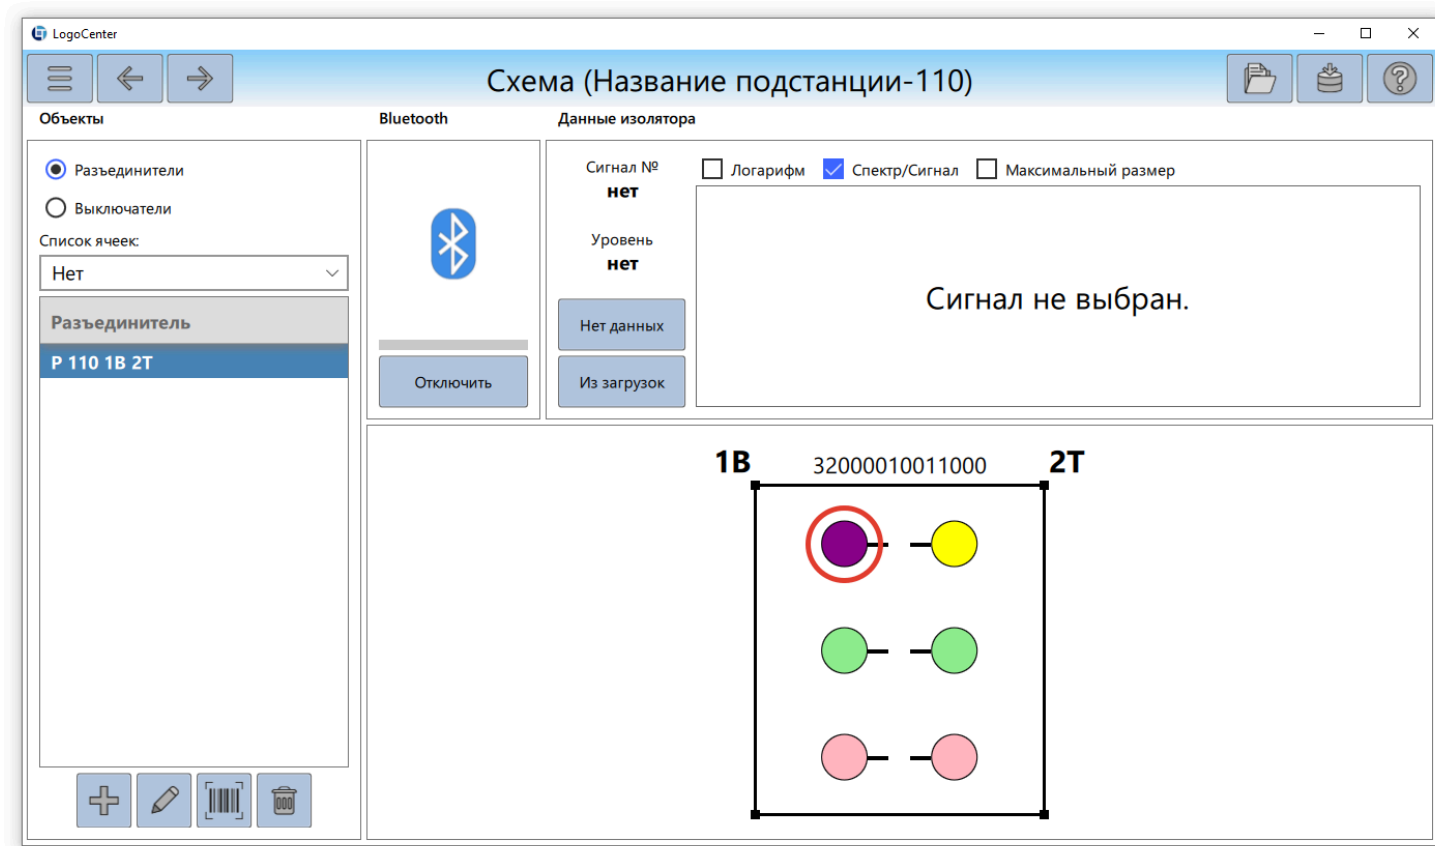 LogoCenter
Схема (Название подстанции-110)
Объекты
Bluetooth
Данные изолятора
Разъединители
Выключатели
Список ячеек:
Нет
Разъединитель
Р 110 1В 2Т
Отключить
Сигнал №
нет
Уровень
нет
Нет данных
Из загрузок
Логарифм
Спектр/Сигнал
Максимальный размер
Сигнал не выбран.
1В
32000010011000
2Т